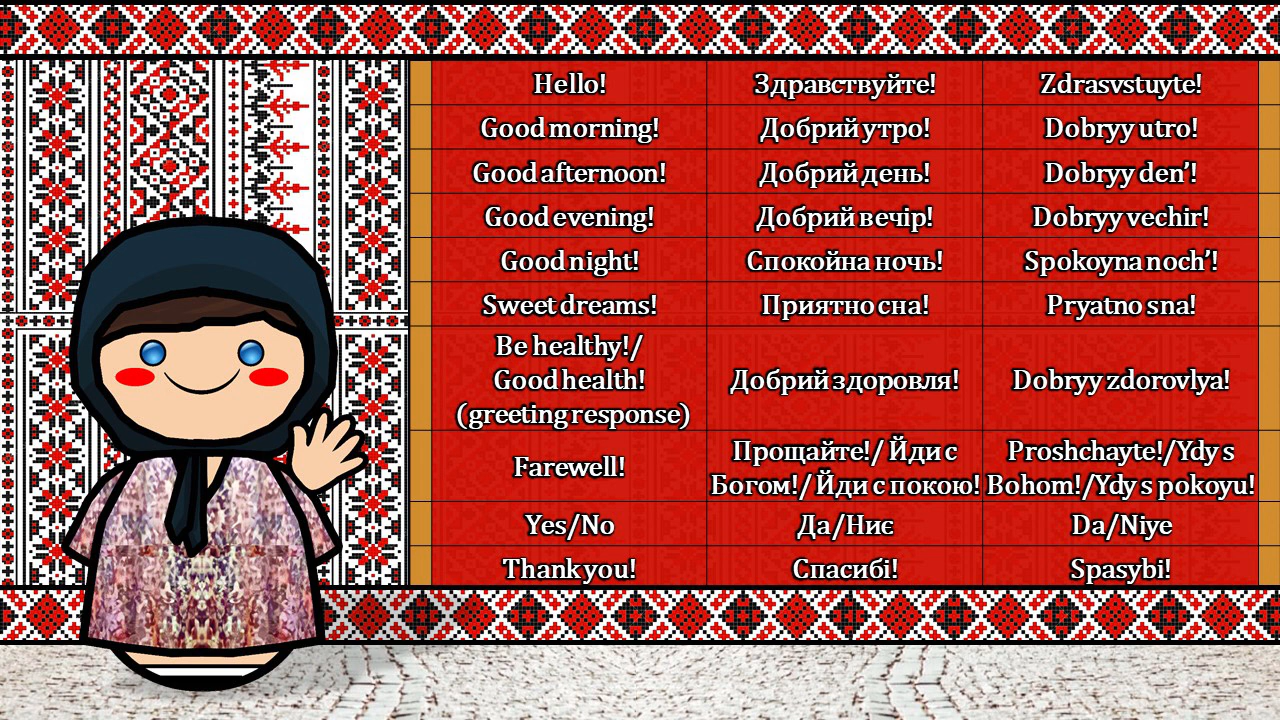 Hello! Здравствуйте! Zdrasvstuyte!
Good morning! Добрий утро! Dobryy utro!
Good afternoon! Добрий день! Dobryy den’!
Good evening! Добрий вечір! Dobryy vechir!
Good night! Спокойна ночь! Spokoyna noch’!
Sweet dreams! Приятно сна! Pryatno sna!
Be healthy!/
Good health!
(greeting response)
Добрий здоровля! Dobryy zdorovlya!
Farewell!
Прощайте!/ Йди с
Богом!/ Йди с покою!
Proshchayte!/Ydy s
Bohom!/Ydy s pokoyu!
Yes/No Да/Ниє Da/Niye
Thank you! Спасибі! Spasybi!